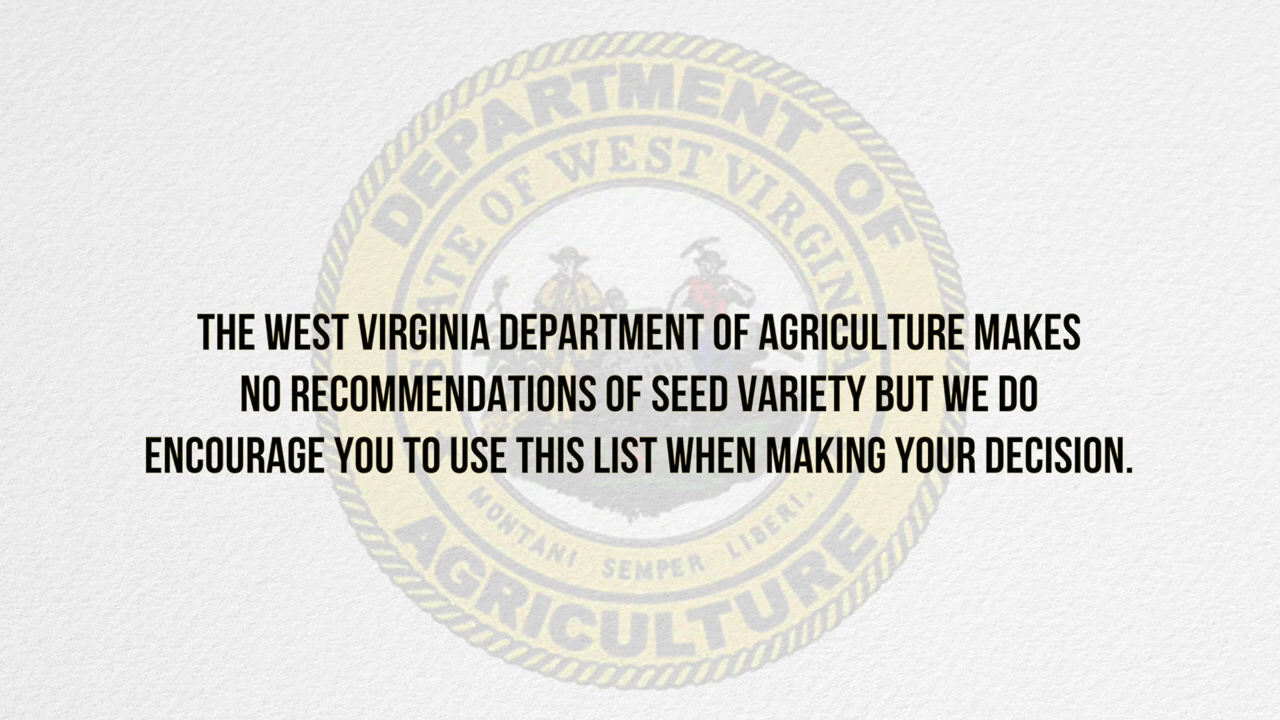 DEPARTMENT OF
STATE OF WEST VIRGINIA
THE WEST VIRGINIA DEPARTMENT OF AGRICULTURE MAKES
NO RECOMMENDATIONS OF SEED VARIETY BUT WE DO
ENCOURAGE YOU TO USE THIS LIST WHEN MAKING YOUR DECISION.
MONTANI SEMPER LIBERI.
AGRICULTURE